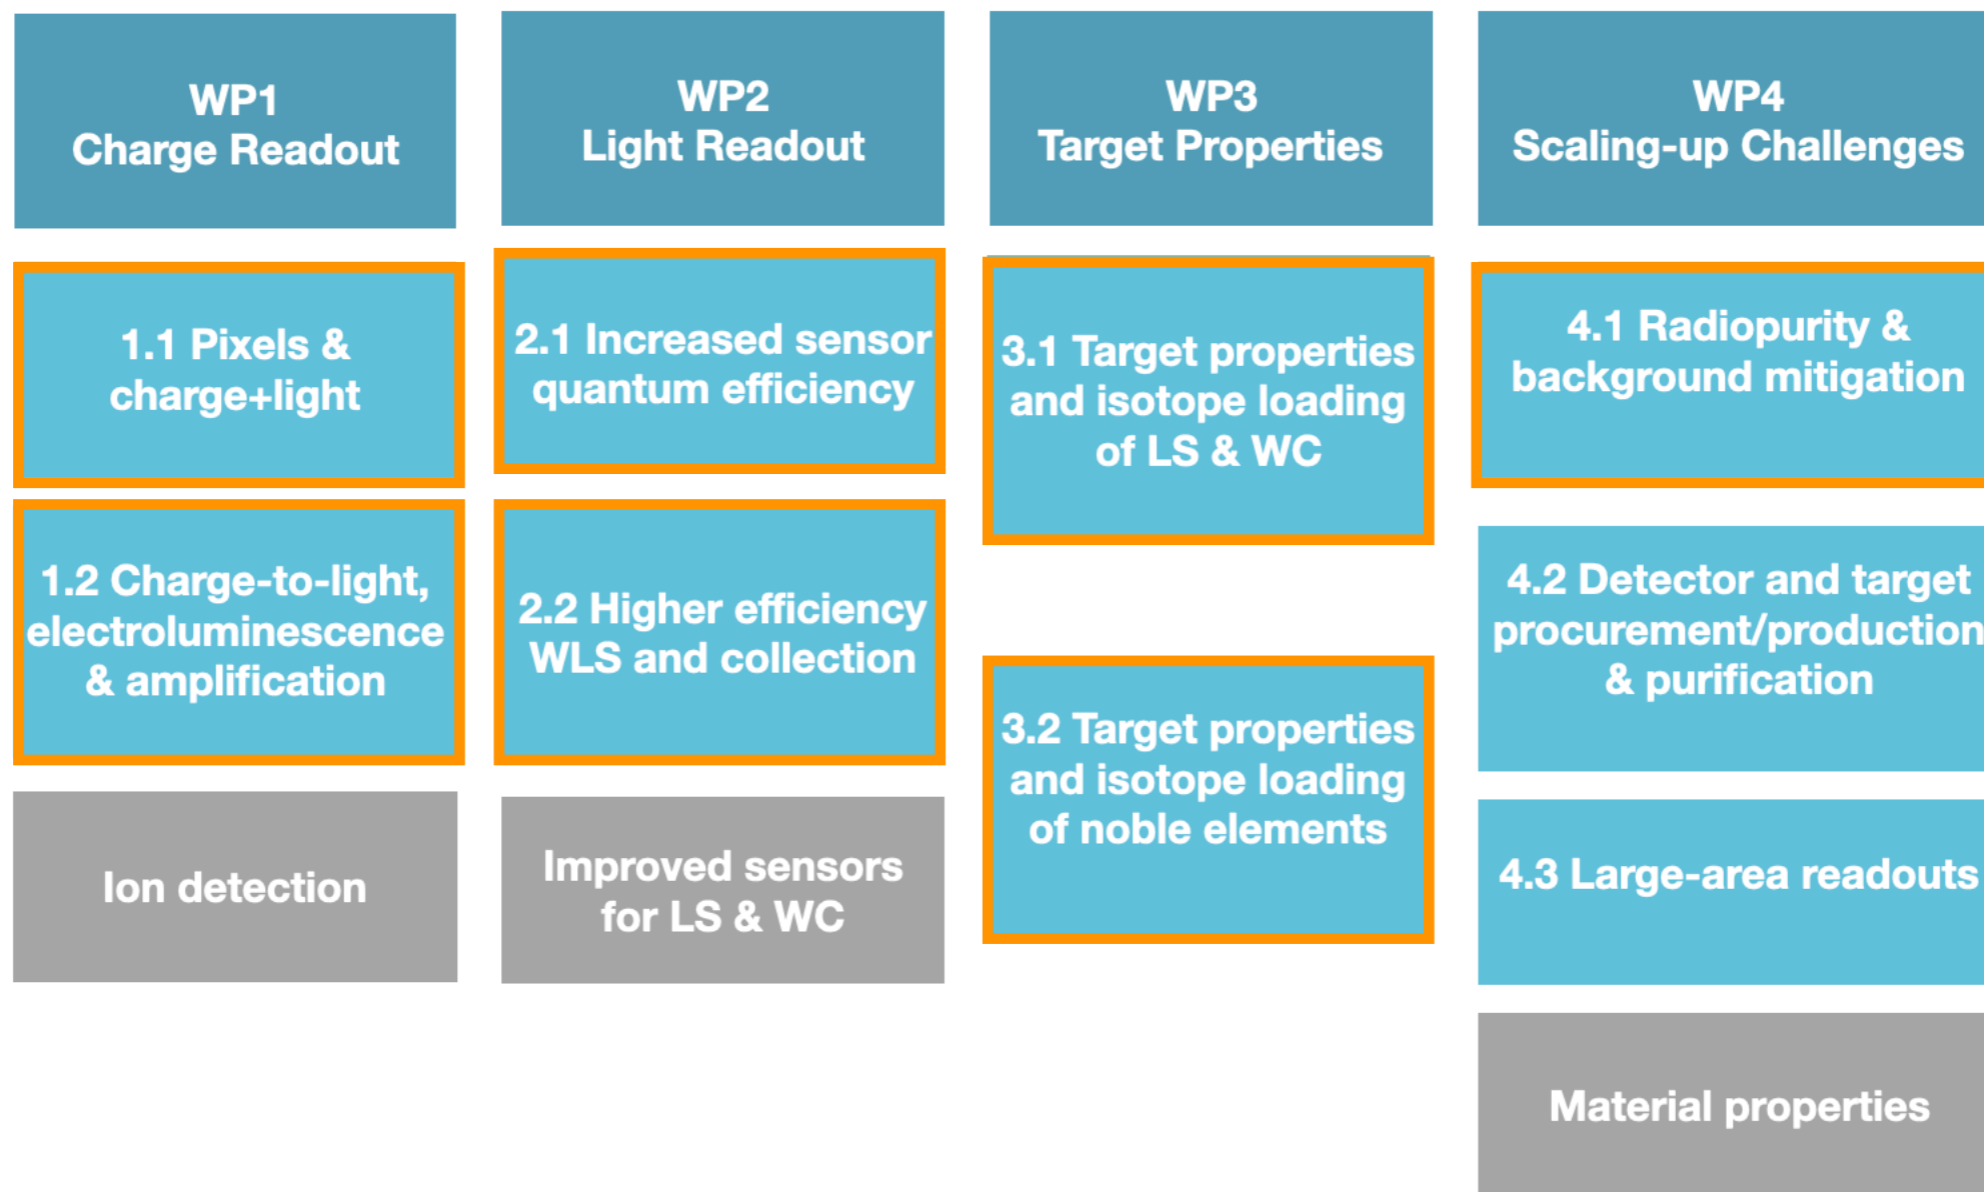 WP1
Charge Readout
1.1 Pixels &
charge+light
1.2 Charge-to-light,
electroluminescence
& amplification
Ion detection
WP2
Light Readout
2.1 Increased sensor
quantum efficiency
2.2 Higher efficiency
WLS and collection
Improved sensors
for LS & WC
WP3
Target Properties
3.1 Target properties
and isotope loading
of LS & WC
3.2 Target properties
and isotope loading
of noble elements
WP4
Scaling-up Challenges
4.1 Radiopurity &
background mitigation
4.2 Detector and target
procurement/production
& purification
4.3 Large-area readouts
Material properties